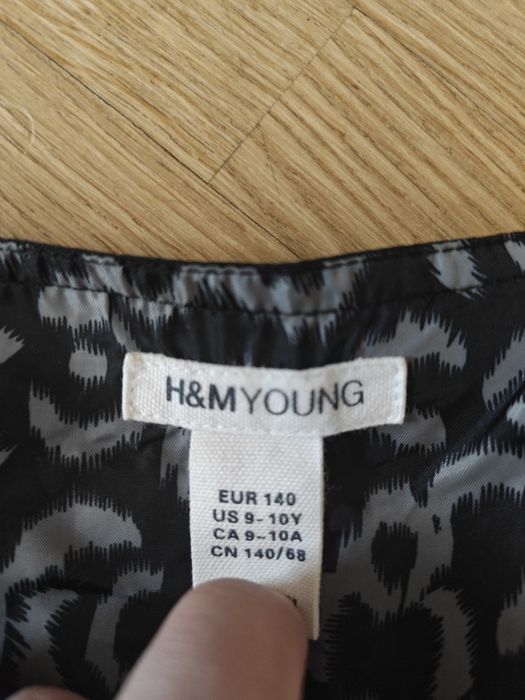 H&MYOUNG
EUR 140
US 9-10Y
CA 9-10A
CN 140/68